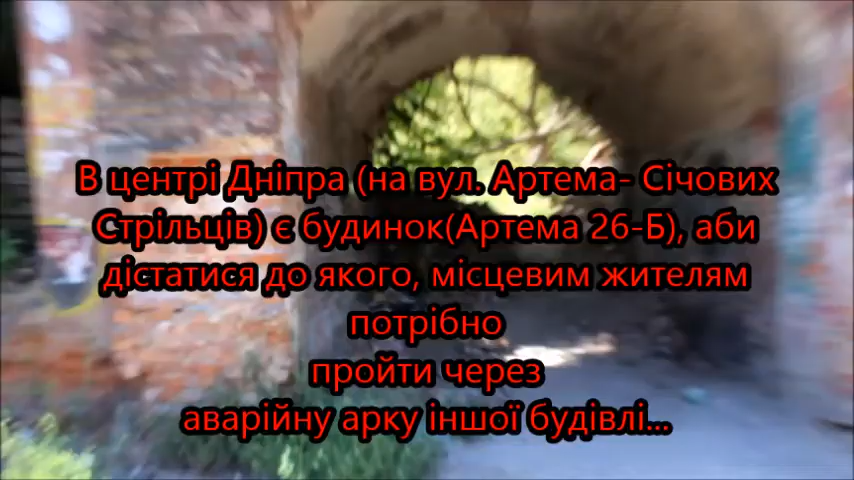 В центрі Дніпра (на вул. Артема- Січових
Стрільців) є будинок(Артема 26-Б), аби
дістатися до якого, місцевим жителям
потрібно
пройти через
аварійну арку іншої будівлі...